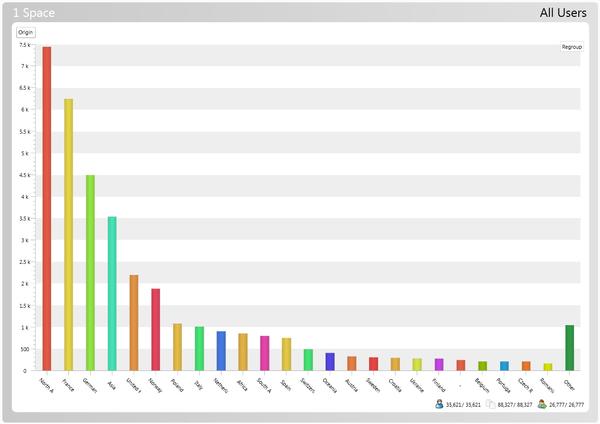 1 Space
All Users
Origin
Regroup
7.5 k
7 k
6.5 k
6 k
5.5 k
5 k
4.5 k
4 k
3.5 k
3 k
2.5 k
2 k
1.5 k
1 k
500
0
North A
France
German
Asia
United t
Norway
Poland
Italy
Netherl
Africa
South A
Spain
Switzerl
Oceania
Austria
Sweden
Croatia
Ukraine
Finland
-
Belgium
Portuga
Czech R
Romani
Other
35,621/ 35,621
88,327/ 88,327
26,777/ 26,777